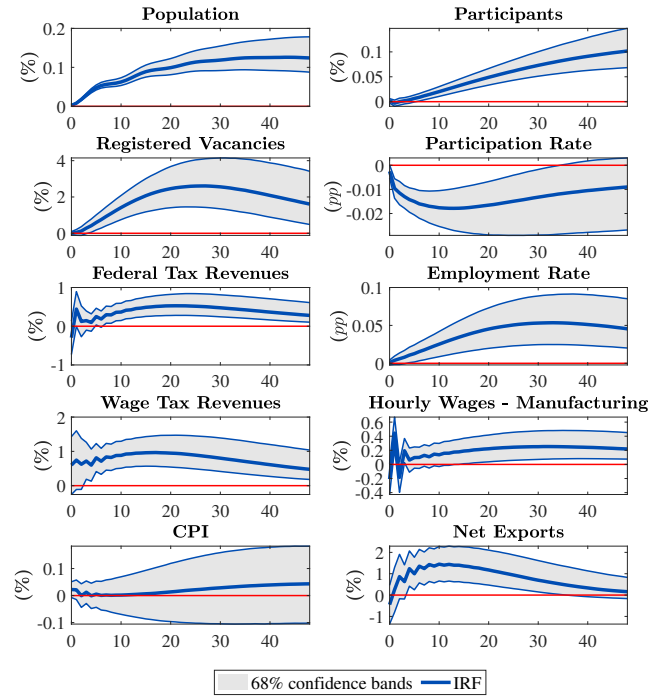 Population
Participants
(%)
0.2
0.1
0
0 10 20 30 40
(%)
0.1
0.05
0
0 10 20 30 40
Registered Vacancies
Participation Rate
(%)
4
2
0
0 10 20 30 40
(pp)
0
-0.01
-0.02
0 10 20 30 40
Federal Tax Revenues
Employment Rate
(%)
1
0
-1
0 10 20 30 40
(pp)
0.1
0.05
0
0 10 20 30 40
Wage Tax Revenues
Hourly Wages - Manufacturing
(%)
2
1
0
0 10 20 30 40
(%)
0.6
0.4
0.2
0
-0.2
-0.4
0 10 20 30 40
CPI
Net Exports
(%)
0.1
0
-0.1
0 10 20 30 40
(%)
2
1
0
-1
0 10 20 30 40
68% confidence bands IRF